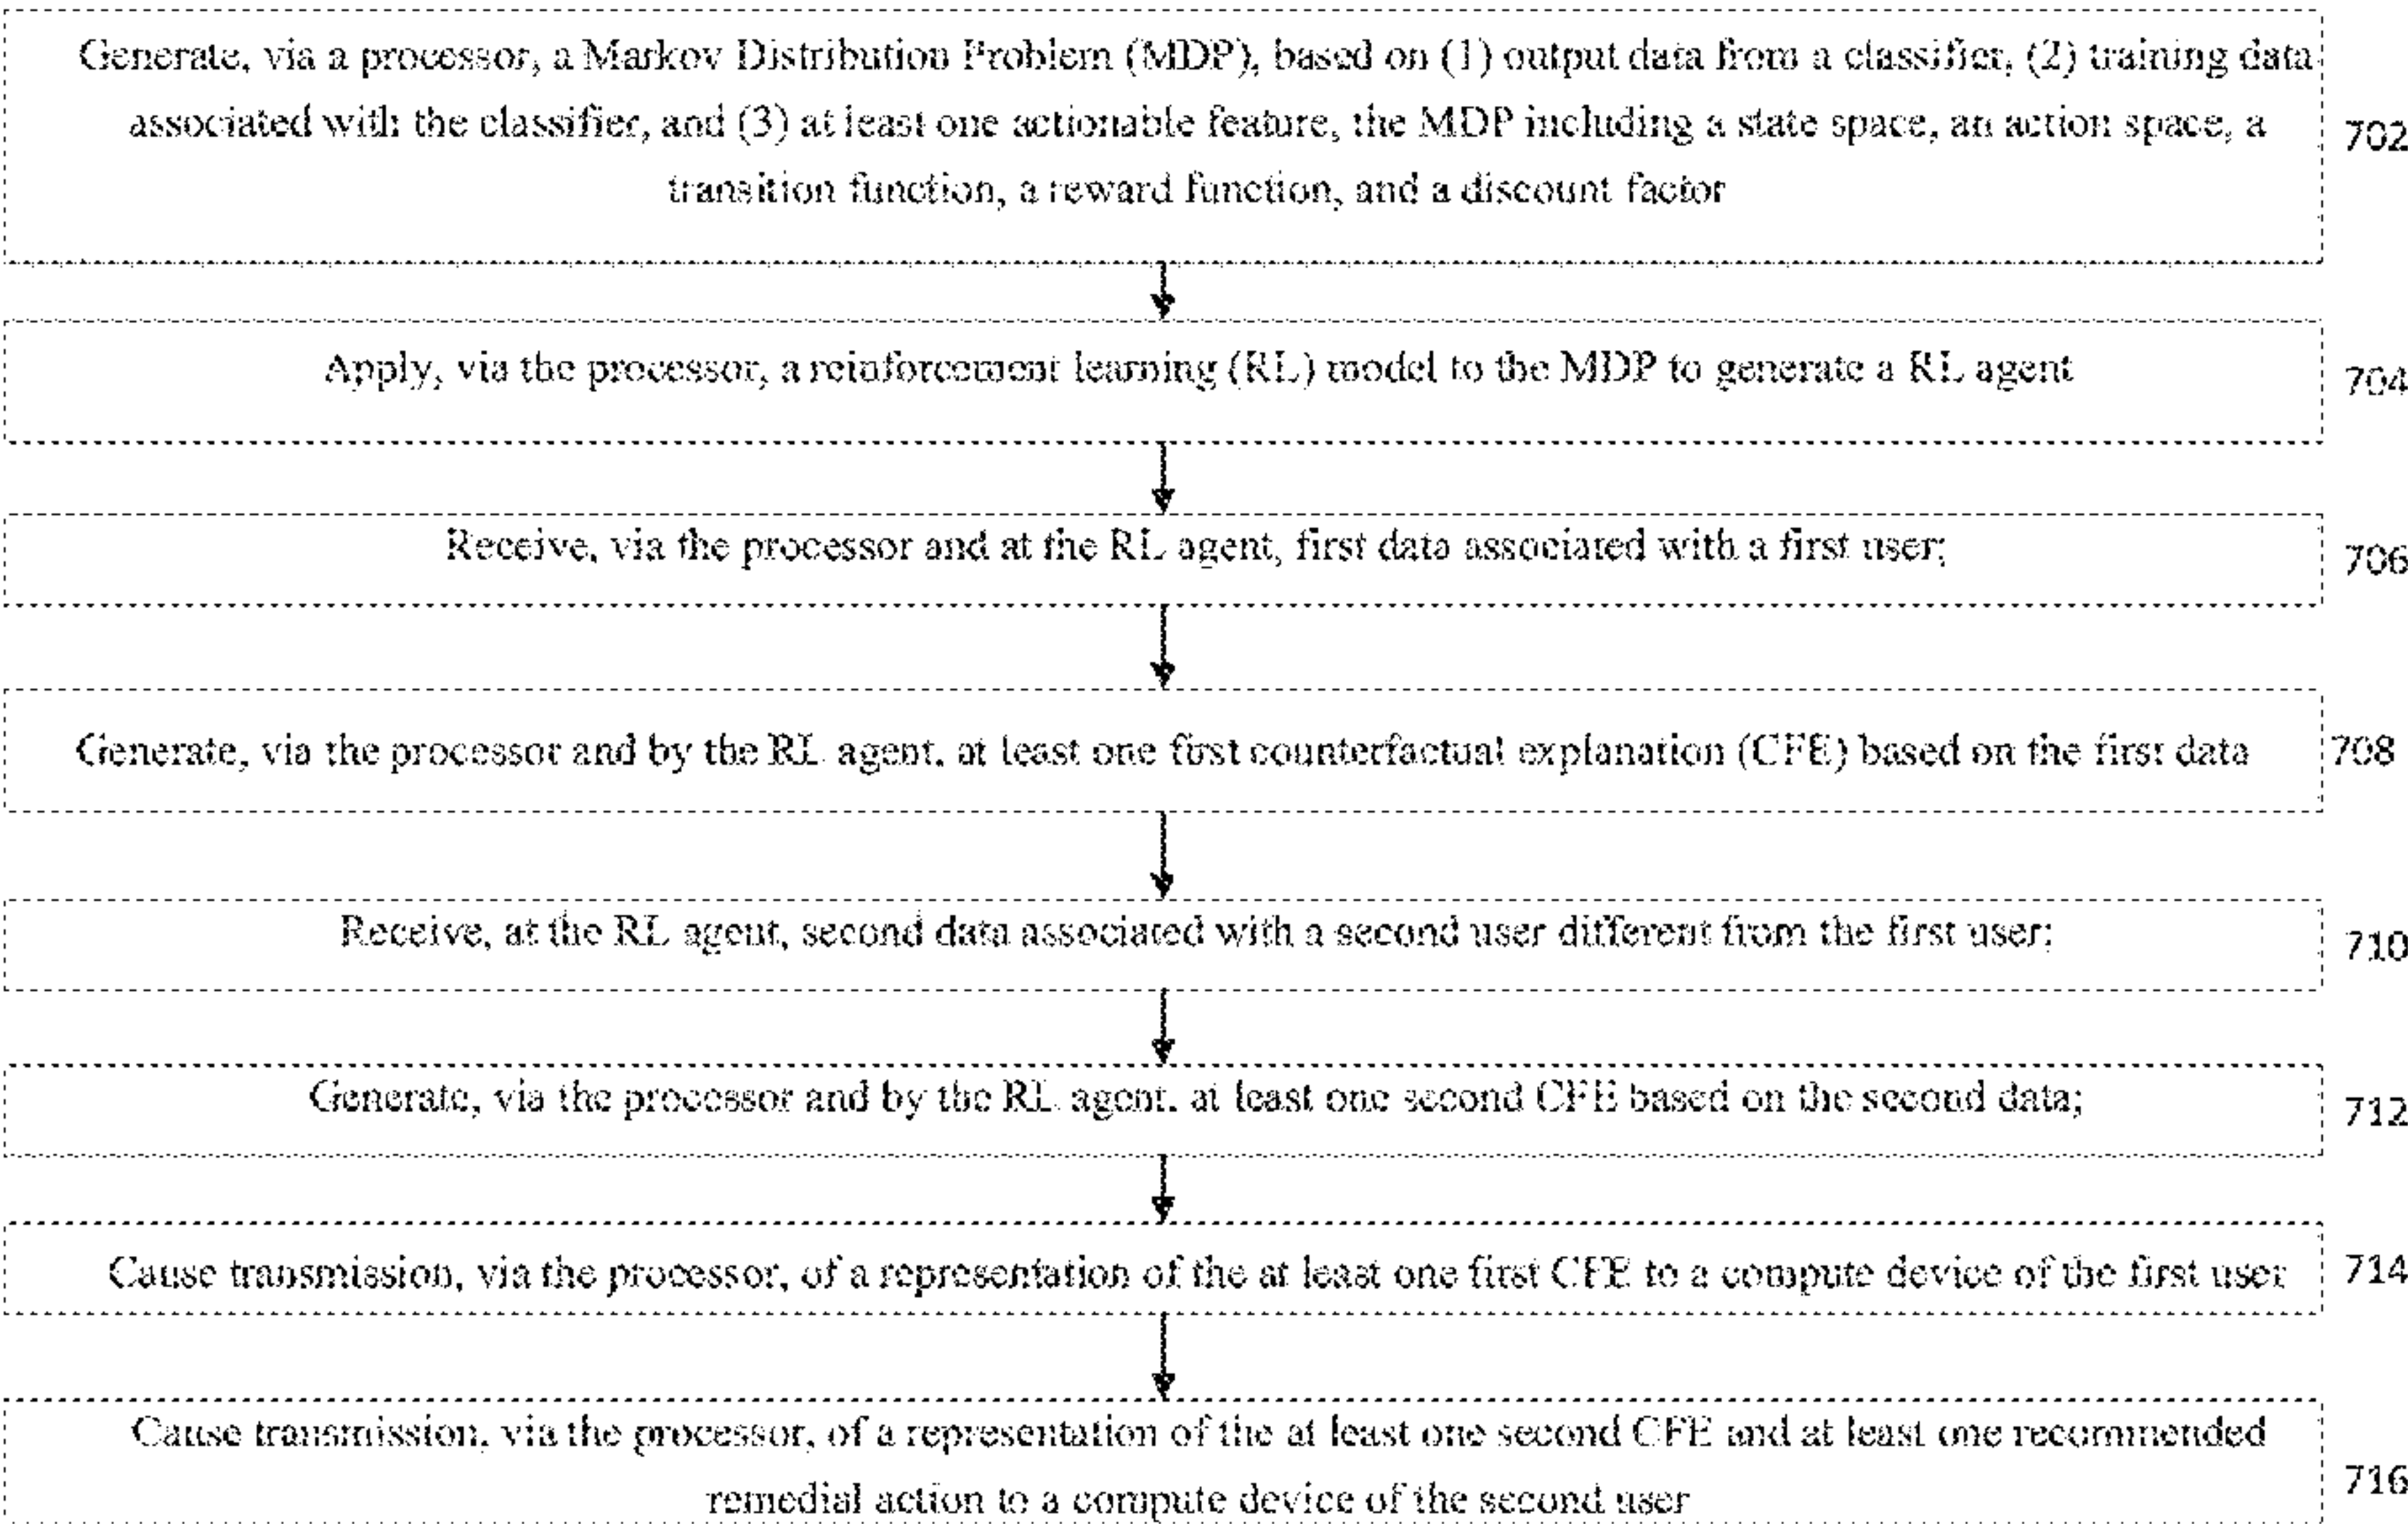 Generate, via a processor, a Markov Distribution Problem (MDP), based on (1) output data from a classifier, (2) training data
associated with the classifier, and (3) at least one actionable feature, the MDP including a state space, an action space, a
transition function, a reward function, and a discount factor
702
Apply, via the processor, a reinforcement learning (RL) model to the MDP to generate a RL agent
704
Receive, via the processor and at the RL agent, first data associated with a first user;
706
Generate, via the processor and by the RL agent, at least one first counterfactual explanation (CFE) based on the first data
708
Receive, at the RL agent, second data associated with a second user different from the first user;
710
Generate, via the processor and by the RL agent, at least one second CFE based on the second data;
712
Cause transmission, via the processor, of a representation of the at least one first CFE to a compute device of the first user
714
Cause transmission, via the processor, of a representation of the at least one second CFE and at least one recommended
remedial action to a compute device of the second user
716